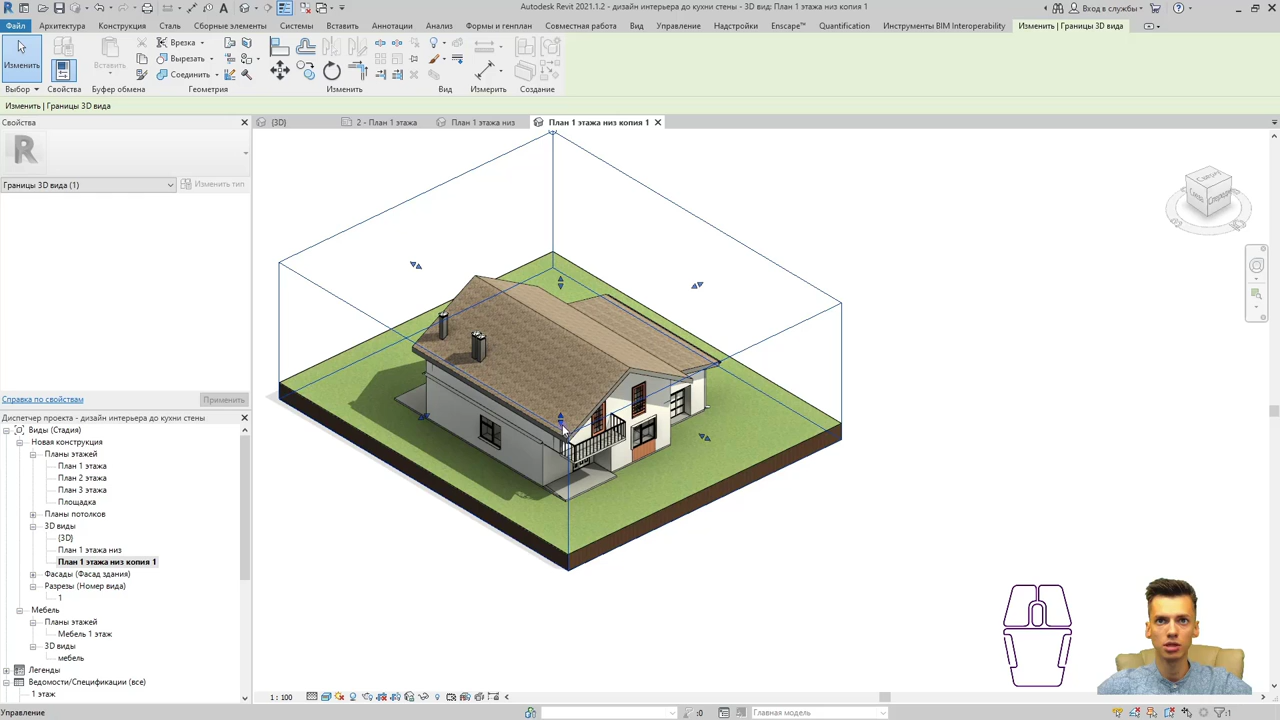 Autodesk Revit 2021.1.2 - дизайн интерьера до кухни стены - 3D вид: План 1 этажа низ копия 1
Вход в службы
Файл Архитектура Конструкция Сталь Сборные элементы Системы Вставить Аннотации Анализ Формы и генплан Совместная работа Вид Управление Надстройки Enscape™ Quantification Инструменты BIM Interoperability Изменить | Границы 3D вида
Изменить
Вставить
Врезка
Вырезать
Соединить
Выбор Свойства Буфер обмена Геометрия Изменить Вид Измерить Создание
Изменить | Границы 3D вида
Свойства
{3D} 2 - План 1 этажа План 1 этажа низ План 1 этажа низ копия 1
R
Границы 3D вида (1) Изменить тип
Справка по свойствам Применить
Диспетчер проекта - дизайн интерьера до кухни стены
Виды (Стадия)
Новая конструкция
Планы этажей
План 1 этажа
План 2 этажа
План 3 этажа
Площадка
Планы потолков
3D виды
{3D}
План 1 этажа низ
План 1 этажа низ копия 1
Фасады (Фасад здания)
Разрезы (Номер вида)
1
Мебель
Планы этажей
Мебель 1 этаж
3D виды
мебель
Легенды
Ведомости/Спецификации (все)
1 этаж
1 : 100
Управление :0 Главная модель :1